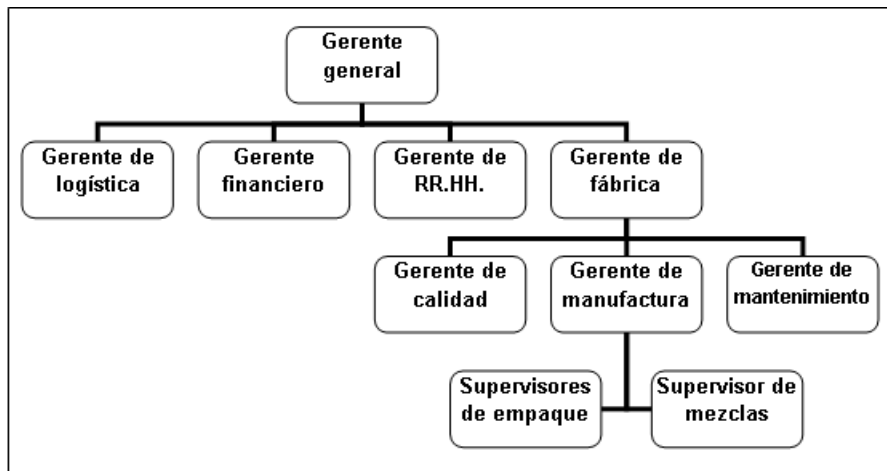 Gerente
general
Gerente de
logística
Gerente
financiero
Gerente de
RR.HH.
Gerente de
fábrica
Gerente de
calidad
Gerente de
manufactura
Gerente de
mantenimiento
Supervisores
de empaque
Supervisor de
mezclas